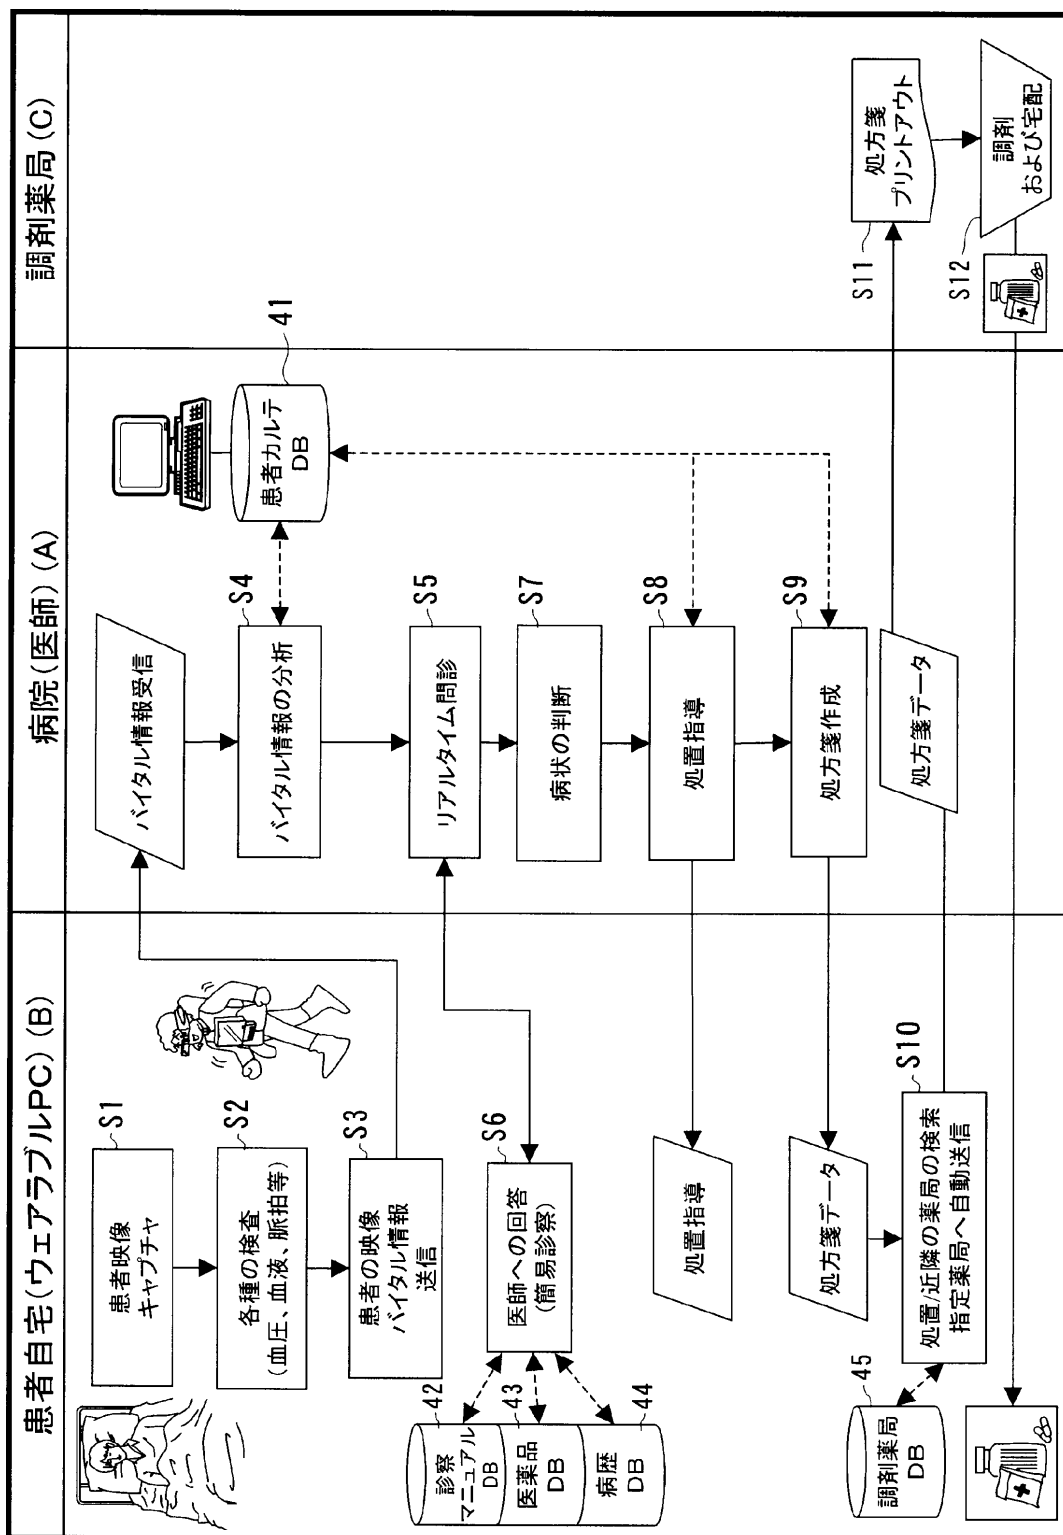 患者自宅(ウェアラブルPC)(B)
病院(医師)(A)
調剤薬局(C)
S1
患者映像
キャプチャ
S2
各種の検査
(血圧、血液、脈拍等)
S3
患者の映像
バイタル情報
送信
S6
医師への回答
(簡易診察)
42
診察
マニュアル
DB
43
医薬品
DB
44
病歴
DB
処置指導
処方箋データ
S10
処置/近隣の薬局の検索
指定薬局へ自動送信
45
調剤薬局
DB
バイタル情報受信
S4
バイタル情報の分析
41
患者カルテ
DB
S5
リアルタイム問診
S7
病状の判断
S8
処置指導
S9
処方箋作成
処方箋データ
S11
処方箋
プリントアウト
S12
調剤
および宅配